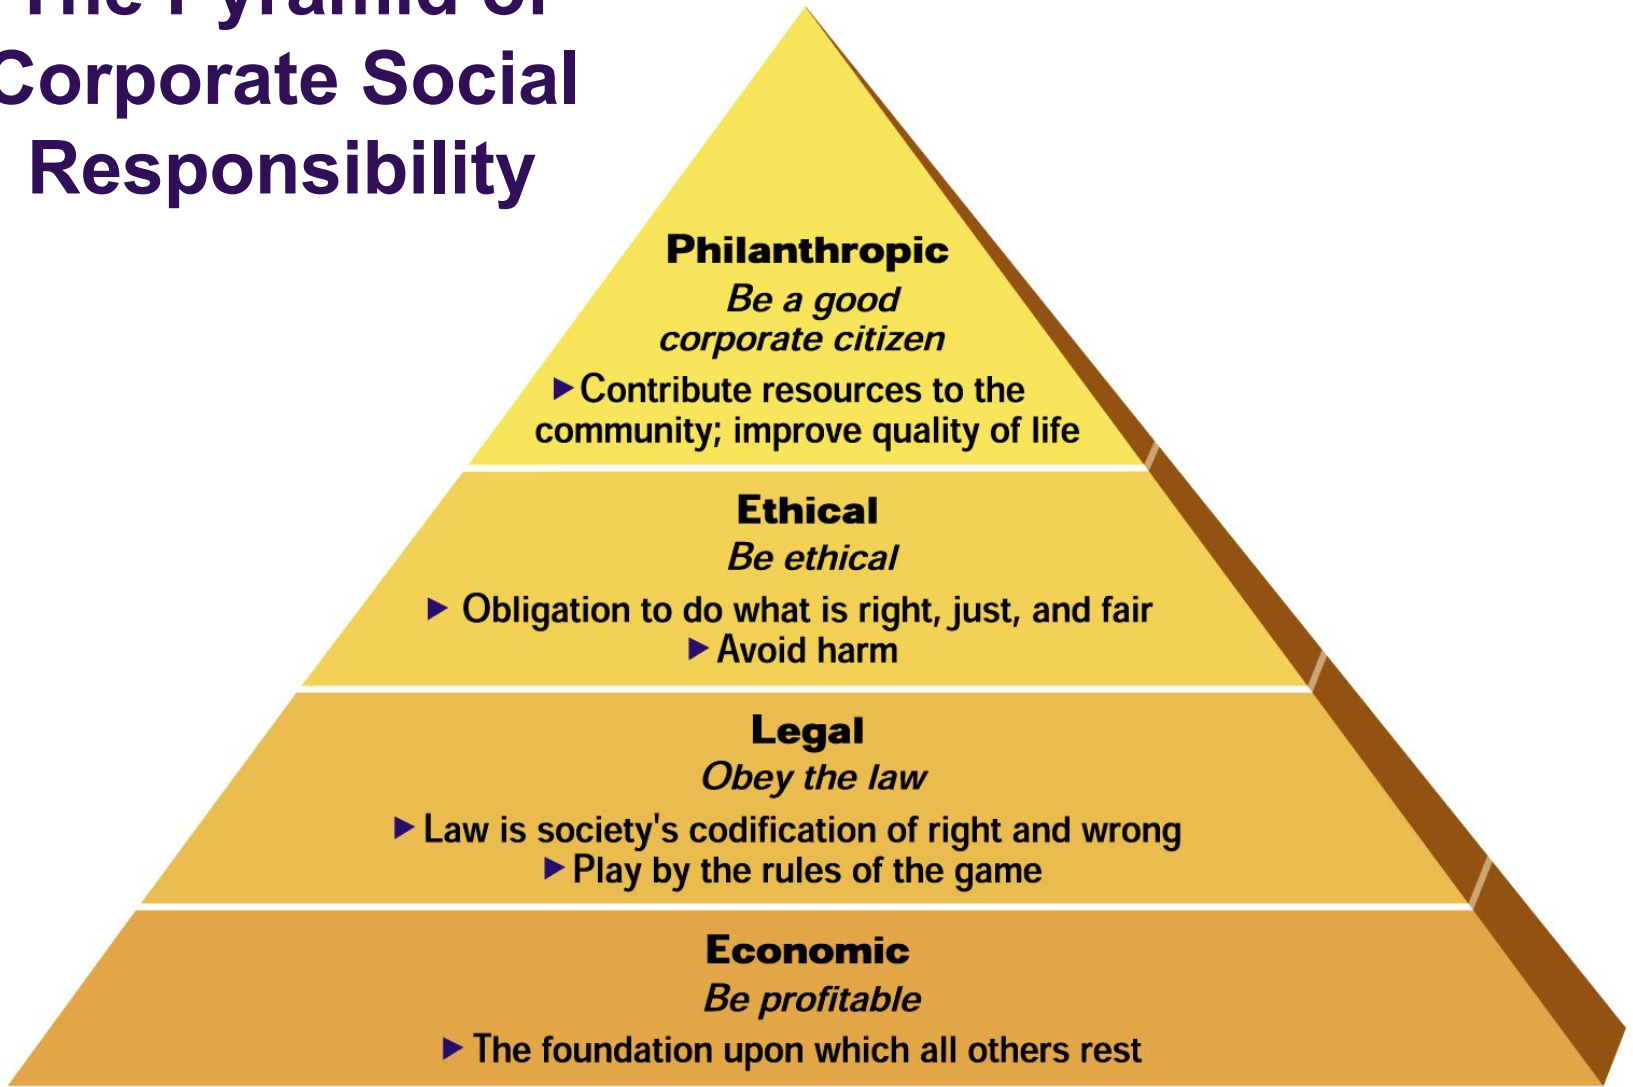 The Pyramid of
Corporate Social
Responsibility
Philanthropic
Be a good
corporate citizen
▶Contribute resources to the
community; improve quality of life
Ethical
Be ethical
▶ Obligation to do what is right, just, and fair
▶Avoid harm
Legal
Obey the law
▶Law is society's codification of right and wrong
▶Play by the rules of the game
Economic
Be profitable
▶The foundation upon which all others rest